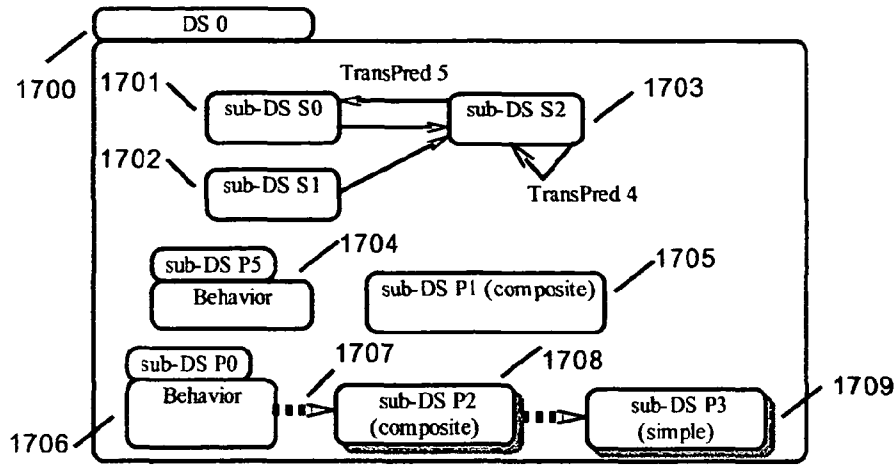 DS 0
1700
1701
TransPred 5
1703
sub-DS S0
sub-DS S2
1702
sub-DS S1
TransPred 4
1704
sub-DS P5
Behavior
1705
sub-DS P1 (composite)
sub-DS P0
Behavior
1707
1708
sub-DS P2
(composite)
sub-DS P3
(simple)
1709
1706